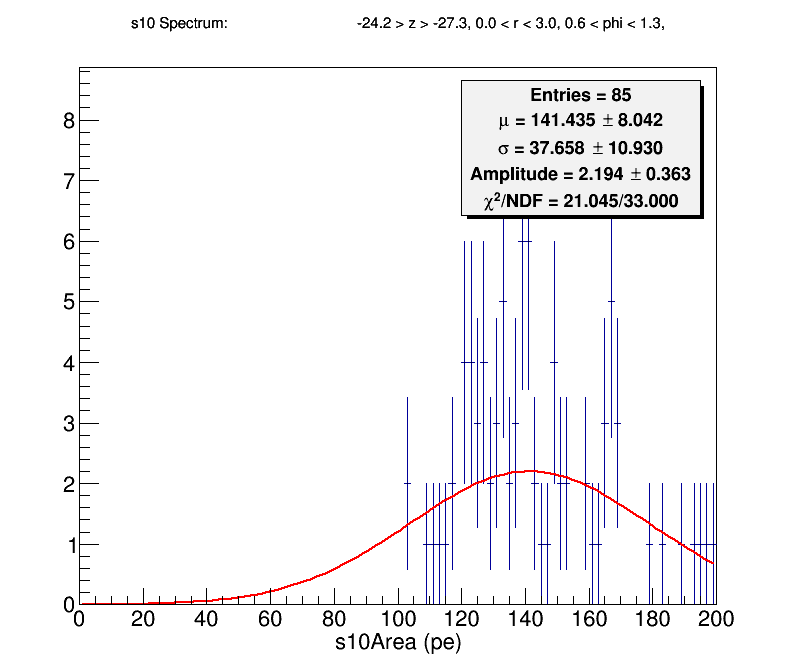 s10 Spectrum: -24.2 > z > -27.3, 0.0 < r < 3.0, 0.6 < phi < 1.3,
Entries = 85
μ = 141.435 ± 8.042
σ = 37.658 ± 10.930
Amplitude = 2.194 ± 0.363
χ²/NDF = 21.045/33.000
8
7
6
5
4
3
2
1
0
0 20 40 60 80 100 120 140 160 180 200
s10Area (pe)